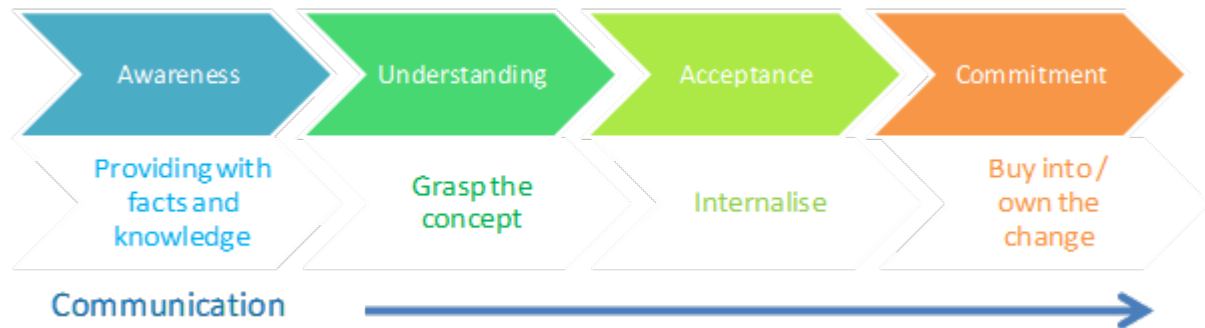 Awareness
Understanding
Acceptance
Commitment
Providing with
facts and
knowledge
Grasp the
concept
Internalise
Buy into /
own the
change
Communication